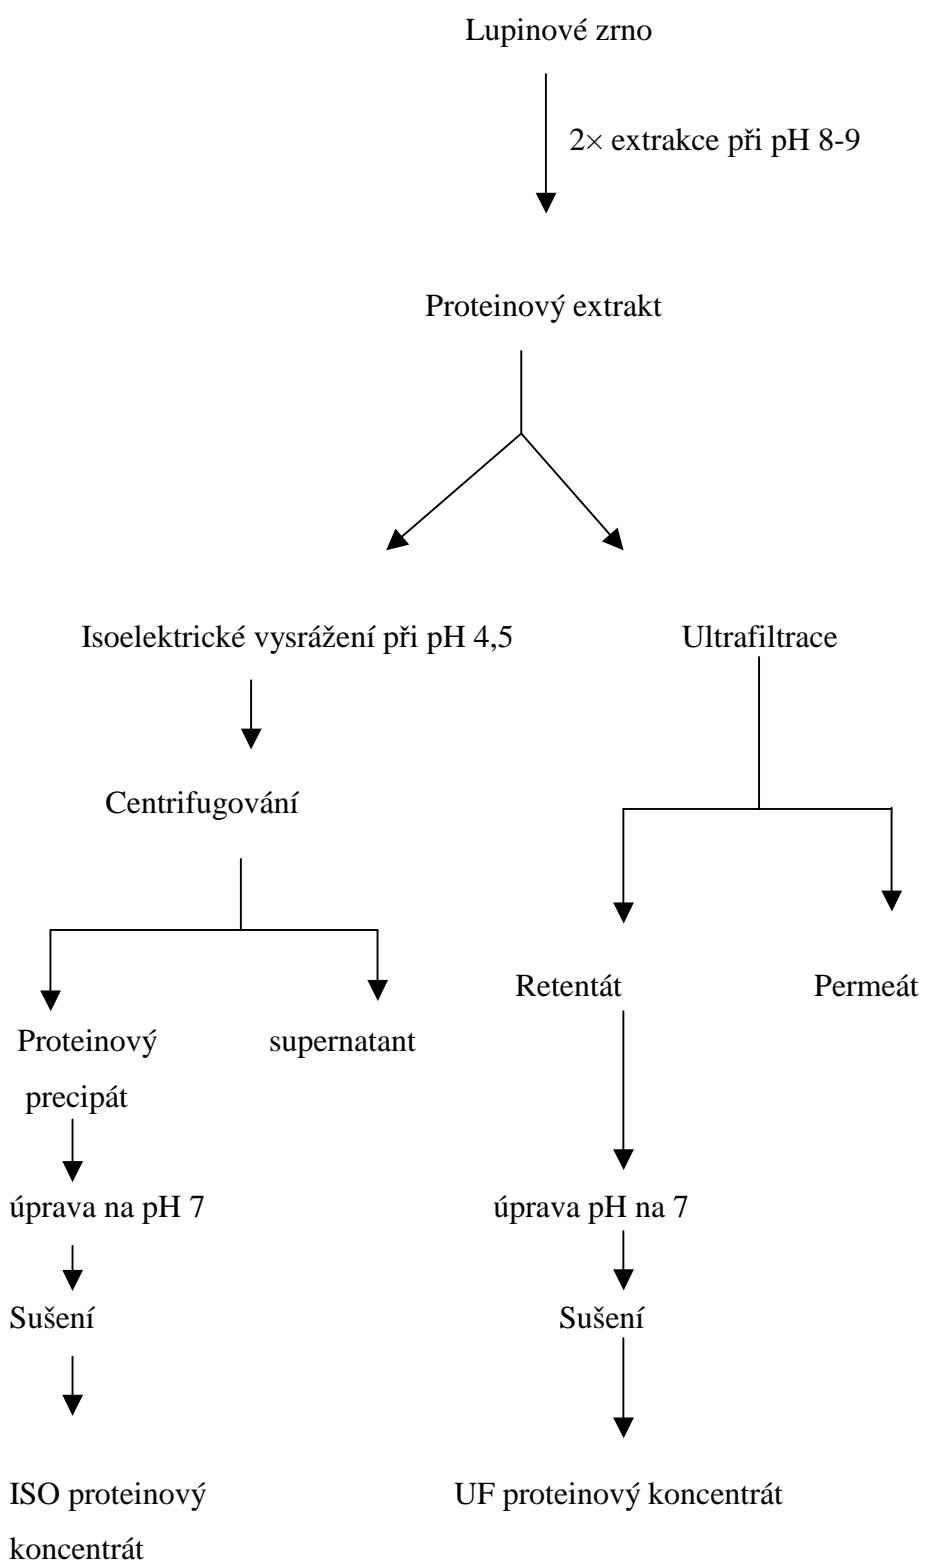 Lupinové zrno
2× extrakce při pH 8-9
Proteinový extrakt
Isoelektrické vysrážení při pH 4,5
Ultrafiltrace
Centrifugování
Retentát
Permeát
Proteinový
precipát
supernatant
úprava na pH 7
úprava pH na 7
Sušení
Sušení
ISO proteinový
koncentrát
UF proteinový koncentrát